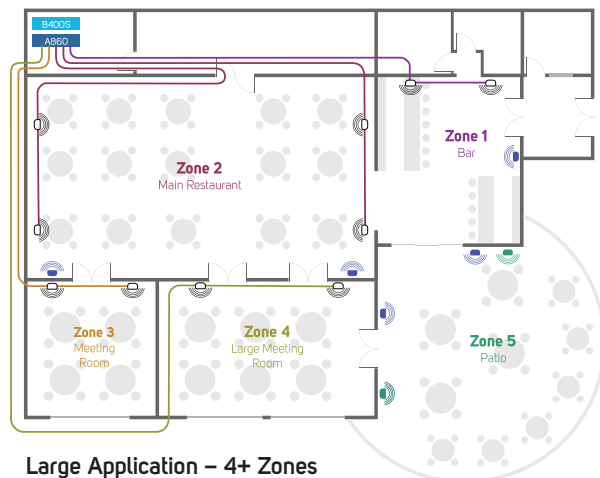 B400S
A860
Zone 1
Bar
Zone 2
Main Restaurant
Zone 3
Meeting
Room
Zone 4
Large Meeting
Room
Zone 5
Patio
Large Application – 4+ Zones